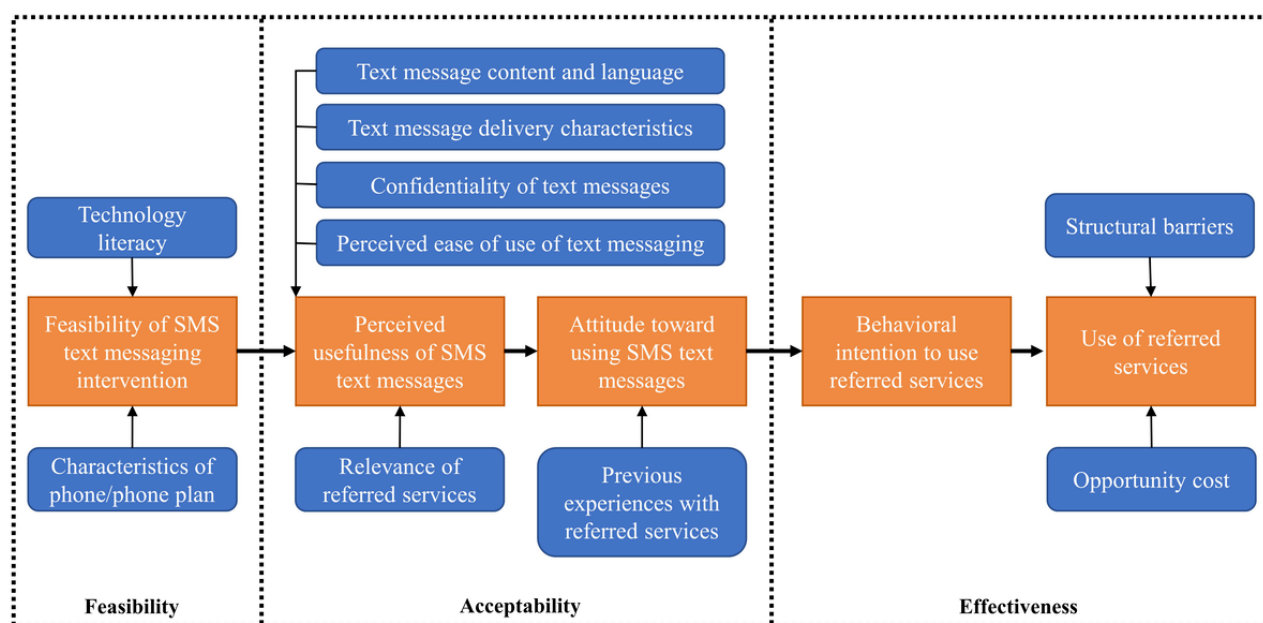 Text message content and language
Text message delivery characteristics
Confidentiality of text messages
Perceived ease of use of text messaging
Technology
literacy
Structural barriers
Feasibility of SMS
text messaging
intervention
Perceived
usefulness of SMS
text messages
Attitude toward
using SMS text
messages
Behavioral
intention to use
referred services
Use of referred
services
Characteristics of
phone/phone plan
Relevance of
referred services
Previous
experiences with
referred services
Opportunity cost
Feasibility
Acceptability
Effectiveness